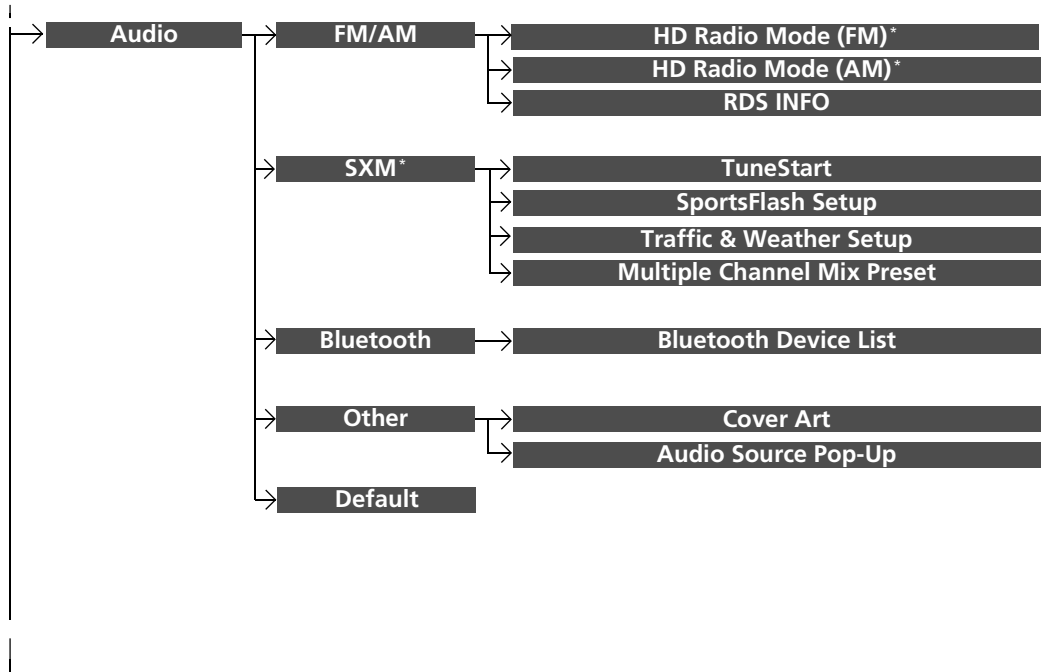 Audio
FM/AM
HD Radio Mode (FM)*
HD Radio Mode (AM)*
RDS INFO
SXM*
TuneStart
SportsFlash Setup
Traffic & Weather Setup
Multiple Channel Mix Preset
Bluetooth
Bluetooth Device List
Other
Cover Art
Audio Source Pop-Up
Default